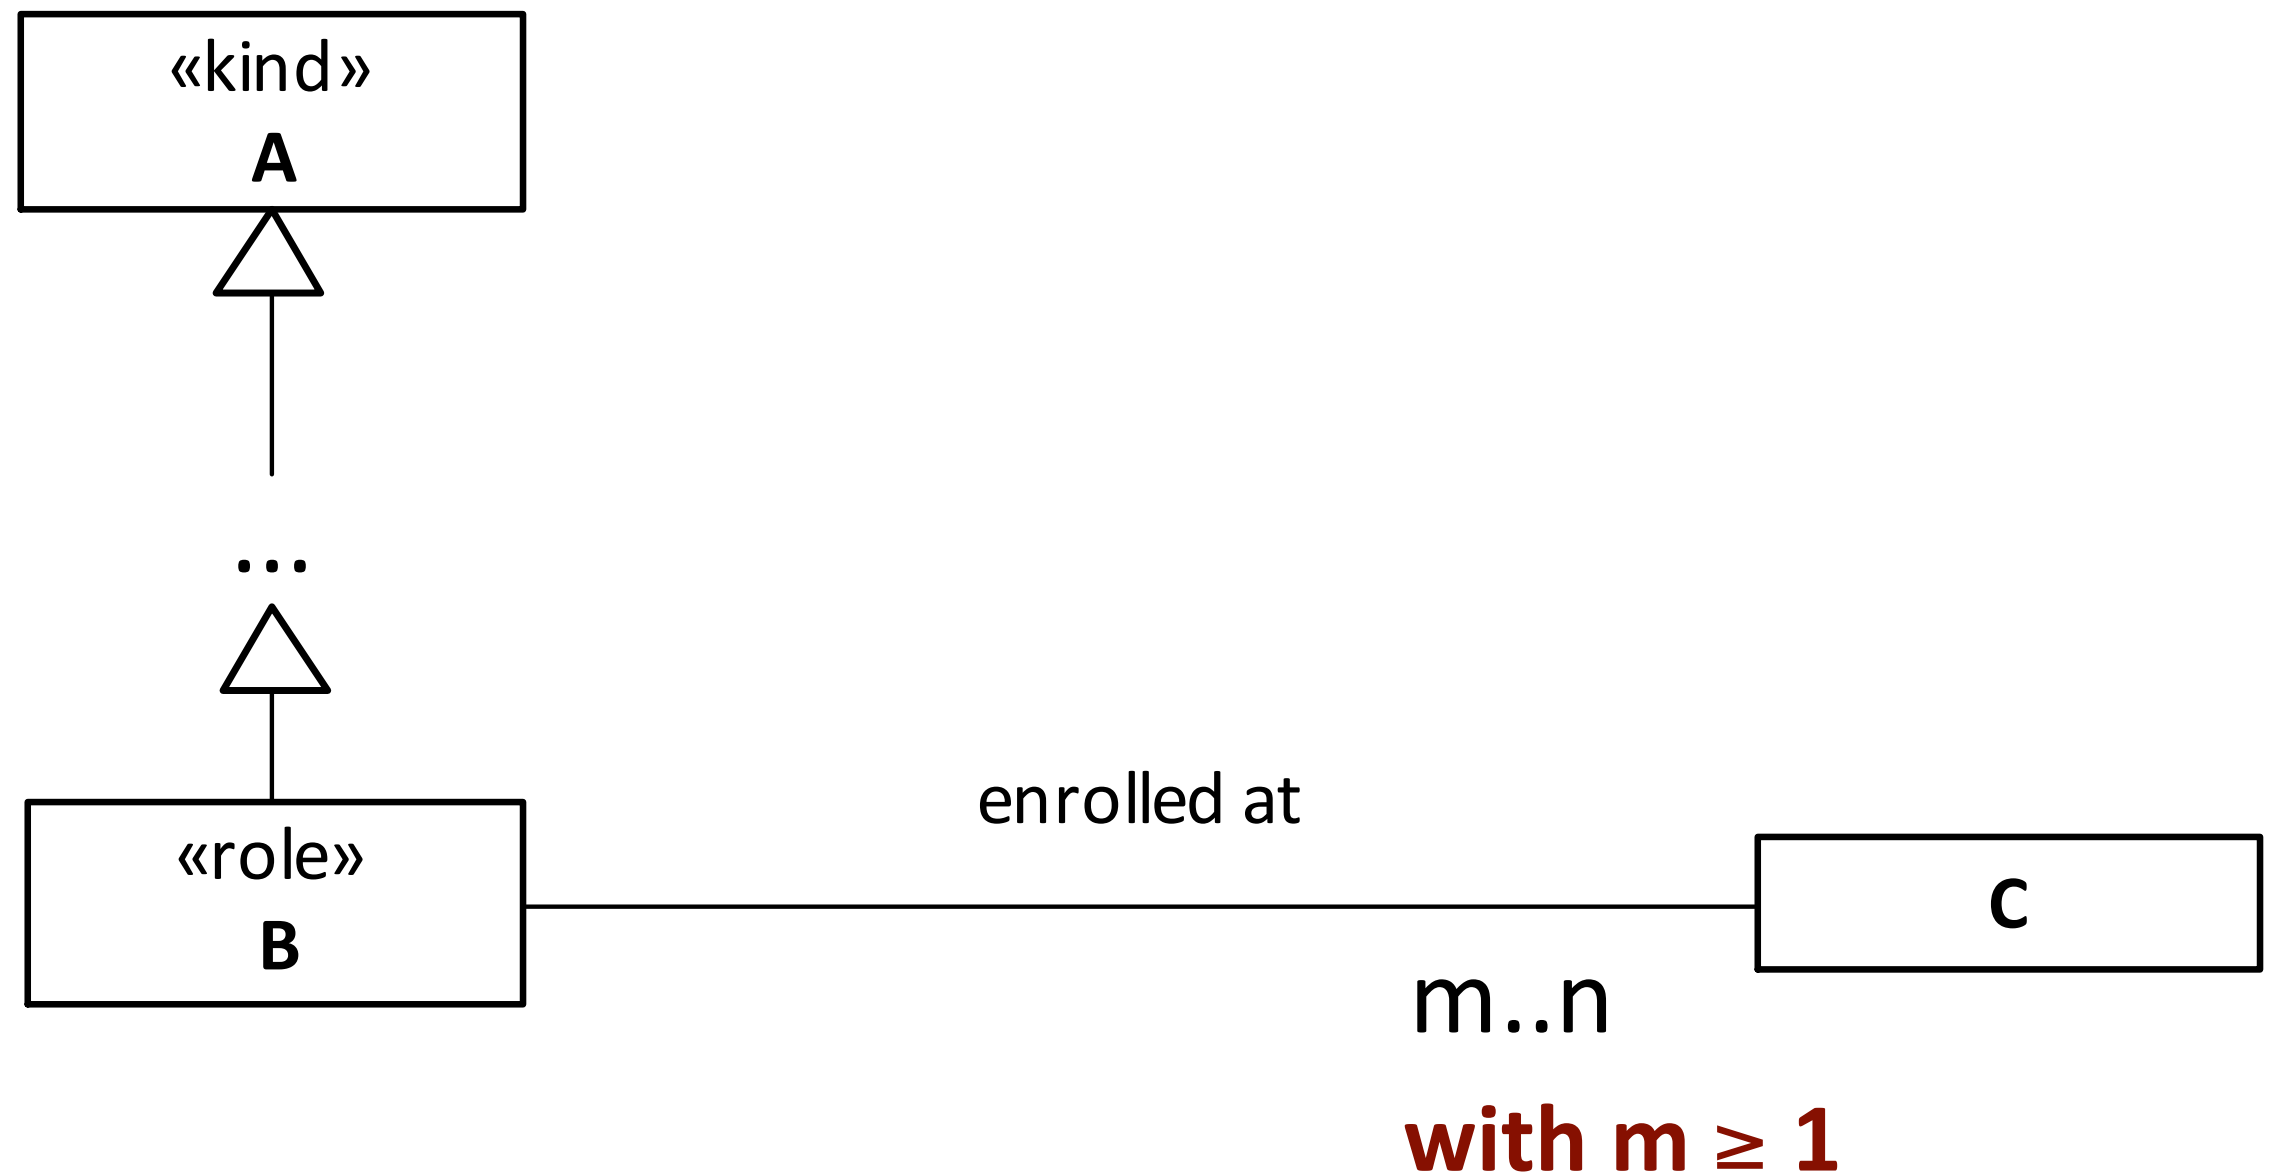 «kind»
A
...
«role»
B
enrolled at
C
m..n
with m ≥ 1